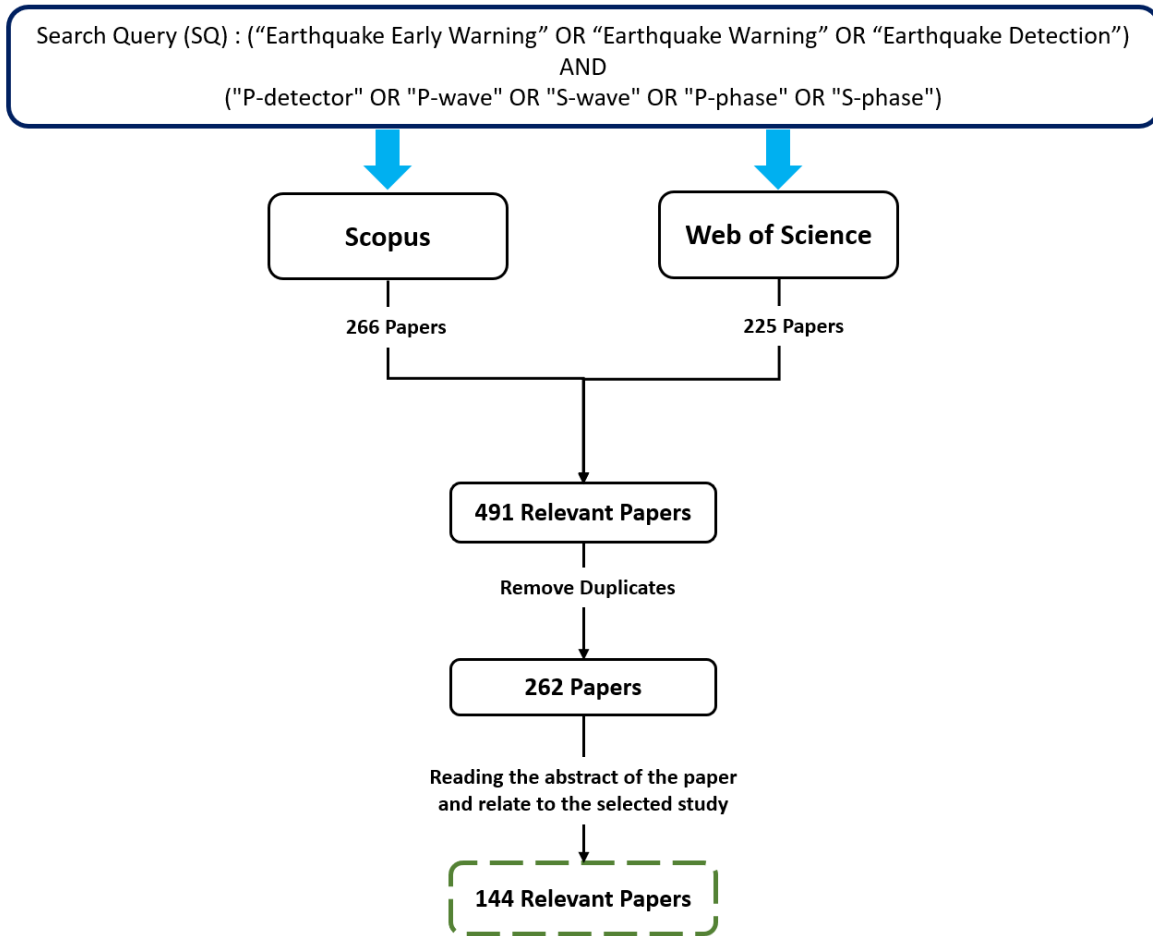 Search Query (SQ) : (“Earthquake Early Warning” OR “Earthquake Warning” OR “Earthquake Detection”)
AND
("P-detector" OR "P-wave" OR "S-wave" OR "P-phase" OR "S-phase")
Scopus
Web of Science
266 Papers
225 Papers
491 Relevant Papers
Remove Duplicates
262 Papers
Reading the abstract of the paper
and relate to the selected study
144 Relevant Papers